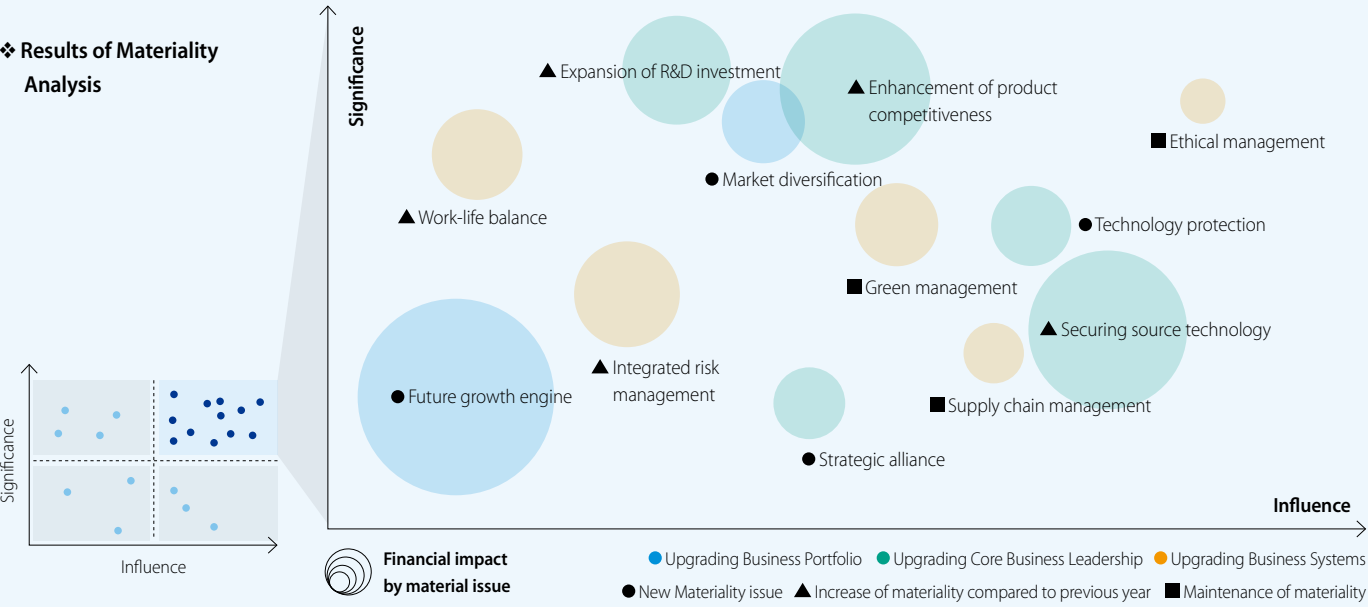 ❖ Results of Materiality
Analysis
Significance
Expansion of R&D investment
▲ Enhancement of product
competitiveness
Ethical management
Market diversification
Work-life balance
Technology protection
Green management
Securing source technology
Integrated risk
management
Future growth engine
Supply chain management
Strategic alliance
Influence
Significance
Influence
Financial impact
by material issue
Upgrading Business Portfolio Upgrading Core Business Leadership Upgrading Business Systems
New Materiality issue Increase of materiality compared to previous year Maintenance of materiality